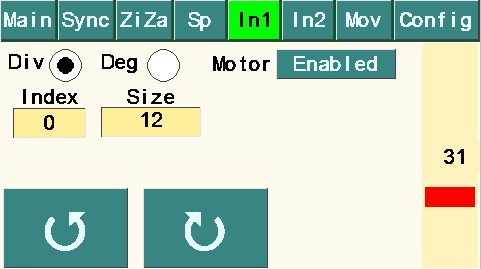 Main Sync ZiZa Sp In1 In2 Mov Config
Div Deg Motor Enabled
Index Size
0 12
31